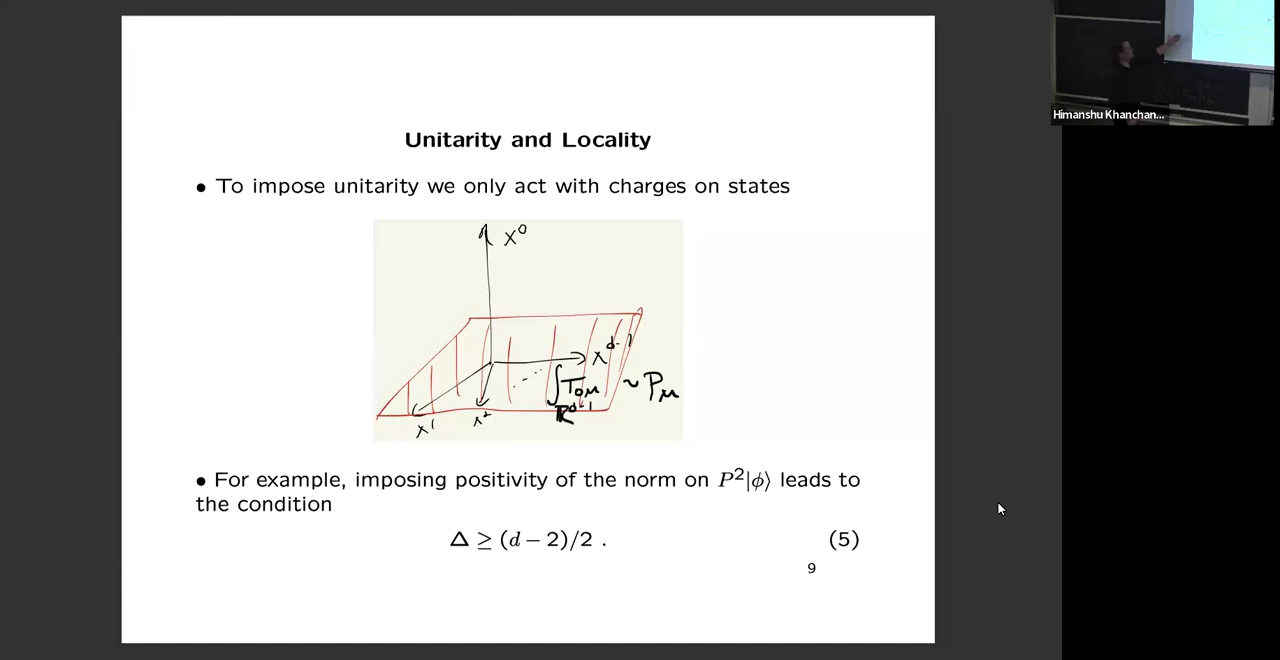 Unitarity and Locality
• To impose unitarity we only act with charges on states
x⁰
x^{d-1}
∫_{ℝ^{d-1}} T₀μ ~ Pμ
x¹
x²
• For example, imposing positivity of the norm on P²|ϕ⟩ leads to
the condition
Δ ≥ (d − 2)/2 . (5)
9
Himanshu Khanchan...